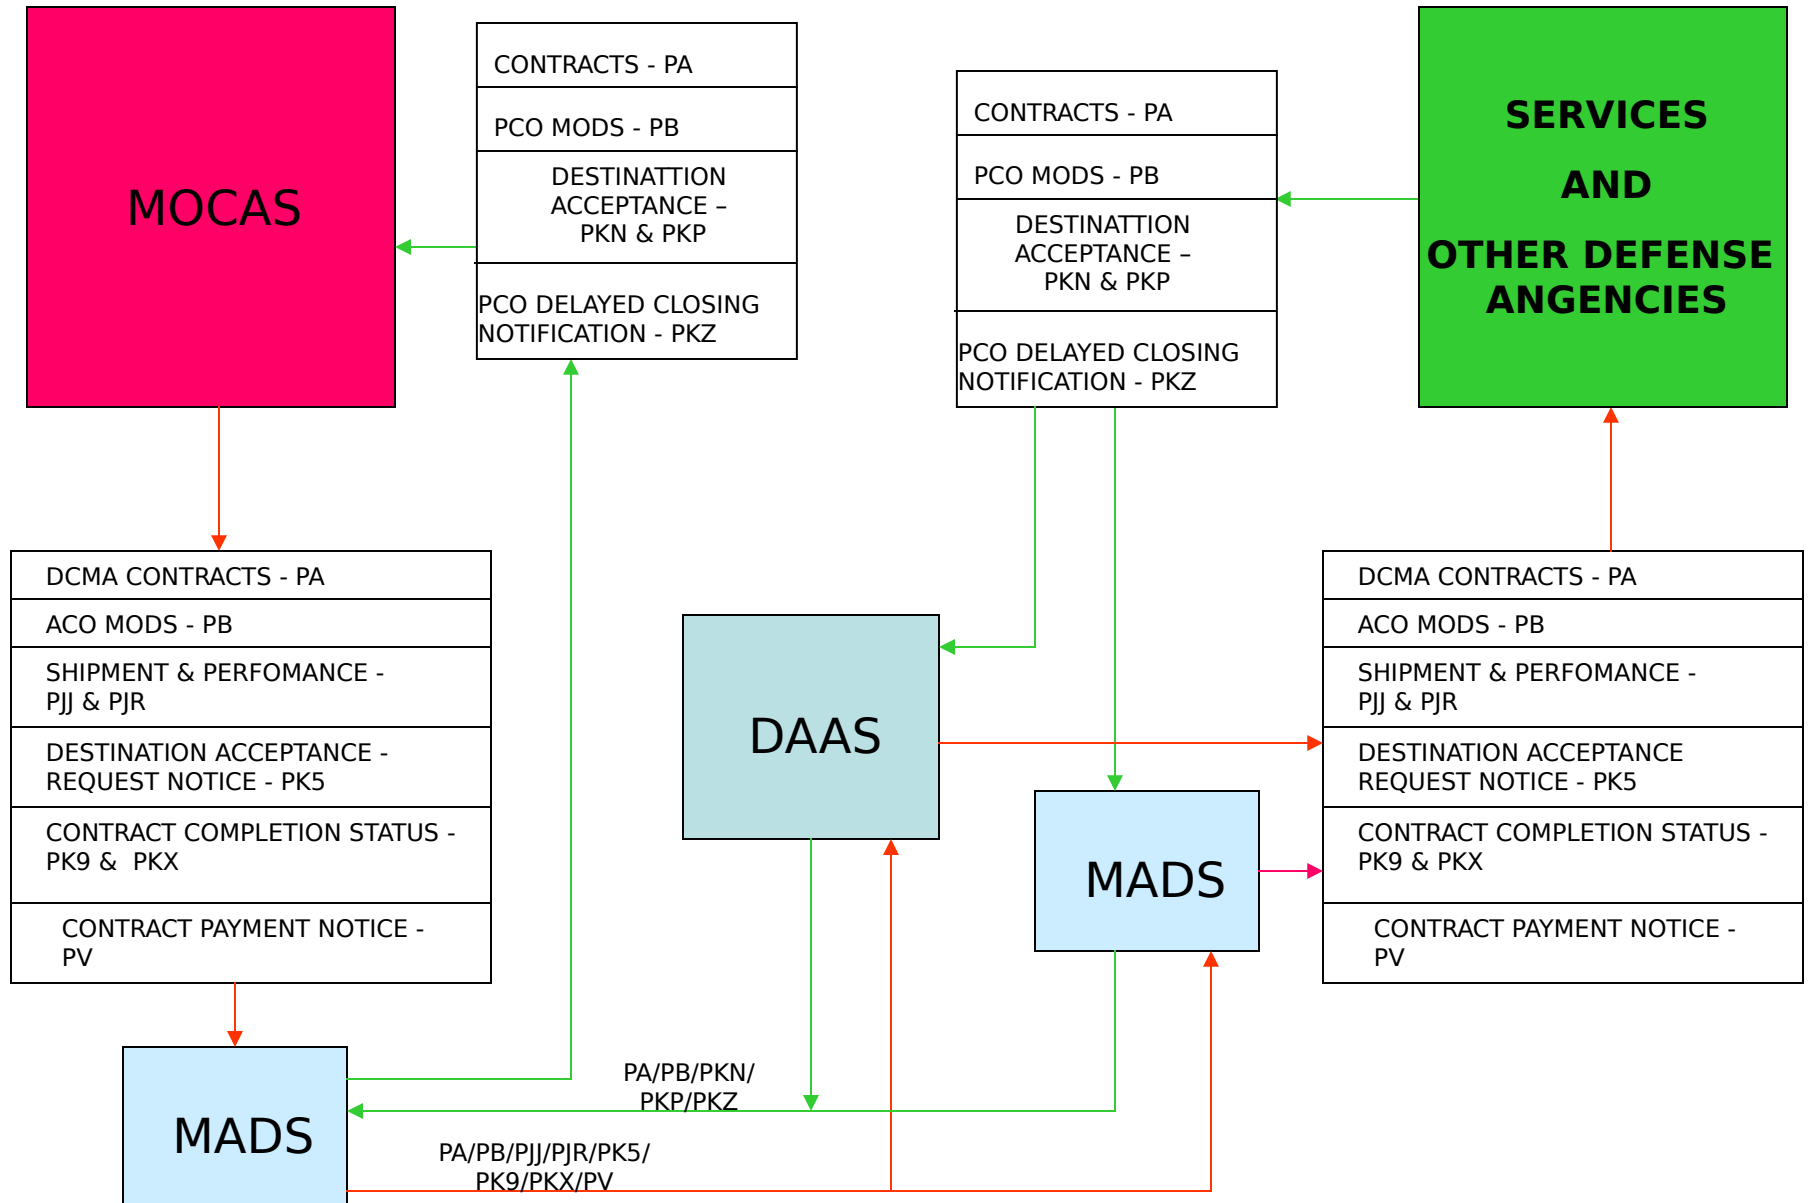 MOCAS
CONTRACTS - PA
PCO MODS - PB
DESTINATTION
ACCEPTANCE –
PKN & PKP
PCO DELAYED CLOSING
NOTIFICATION - PKZ
CONTRACTS - PA
PCO MODS - PB
DESTINATTION
ACCEPTANCE –
PKN & PKP
PCO DELAYED CLOSING
NOTIFICATION - PKZ
SERVICES
AND
OTHER DEFENSE
ANGENCIES
DCMA CONTRACTS - PA
ACO MODS - PB
SHIPMENT & PERFOMANCE -
PJJ & PJR
DESTINATION ACCEPTANCE -
REQUEST NOTICE - PK5
CONTRACT COMPLETION STATUS -
PK9 &  PKX
CONTRACT PAYMENT NOTICE -
PV
DAAS
MADS
DCMA CONTRACTS - PA
ACO MODS - PB
SHIPMENT & PERFOMANCE -
PJJ & PJR
DESTINATION ACCEPTANCE
REQUEST NOTICE - PK5
CONTRACT COMPLETION STATUS -
PK9 & PKX
CONTRACT PAYMENT NOTICE -
PV
MADS
PA/PB/PKN/
PKP/PKZ
PA/PB/PJJ/PJR/PK5/
PK9/PKX/PV